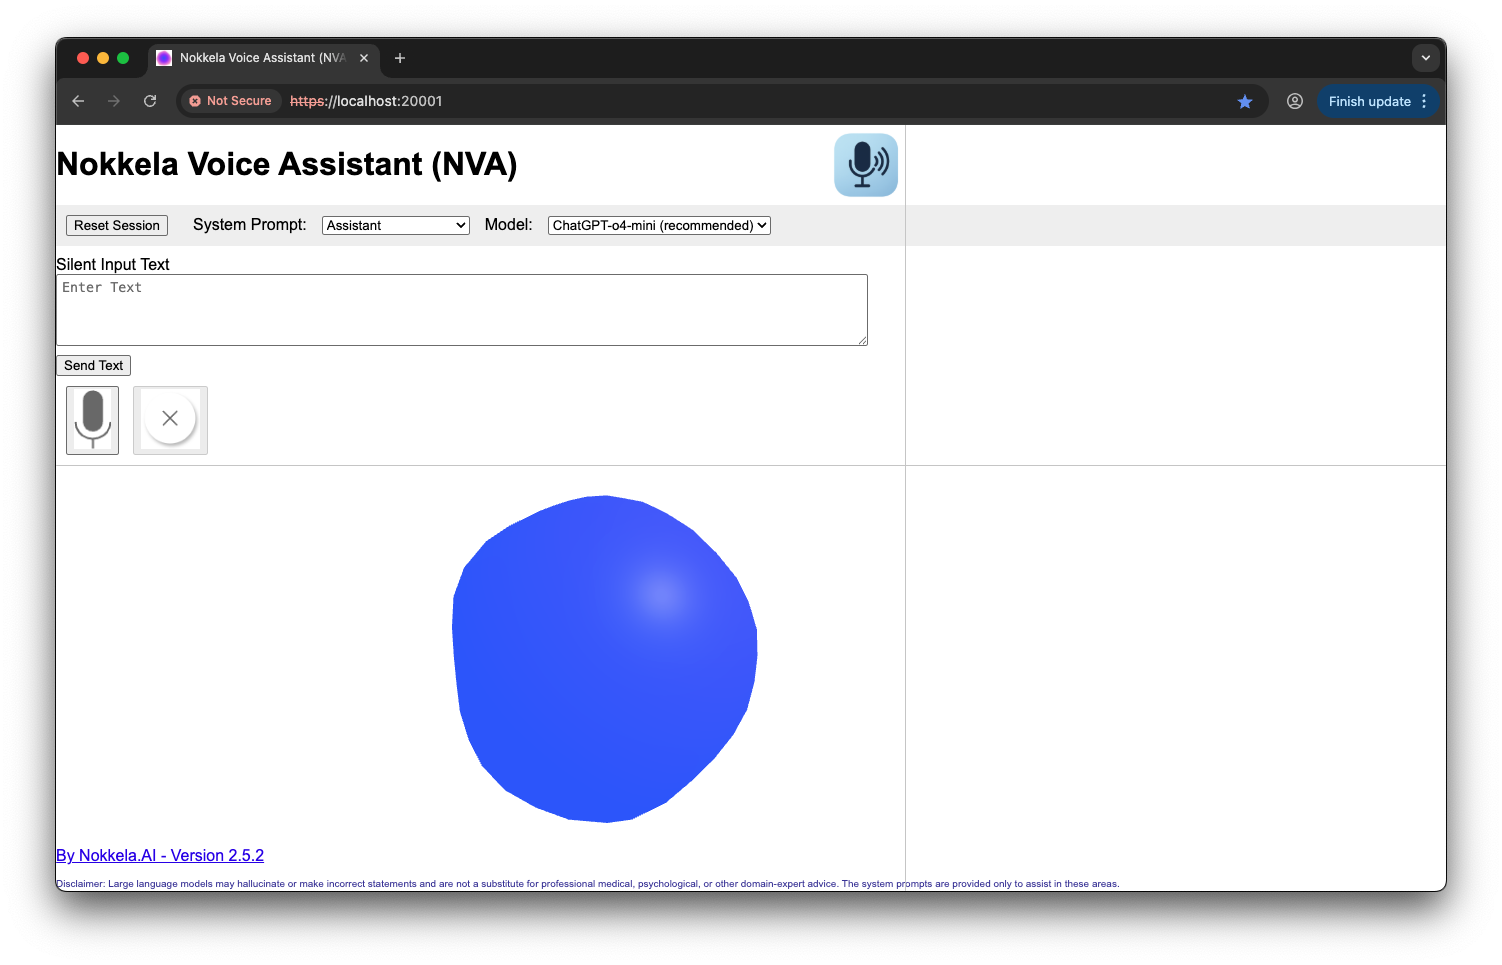 Nokkela Voice Assistant (NVA
Not Secure https://localhost:20001 Finish update
Nokkela Voice Assistant (NVA)
Reset Session System Prompt: Assistant Model: ChatGPT-o4-mini (recommended)
Silent Input Text
Enter Text
Send Text
By Nokkela.AI - Version 2.5.2
Disclaimer: Large language models may hallucinate or make incorrect statements and are not a substitute for professional medical, psychological, or other domain-expert advice. The system prompts are provided only to assist in these areas.